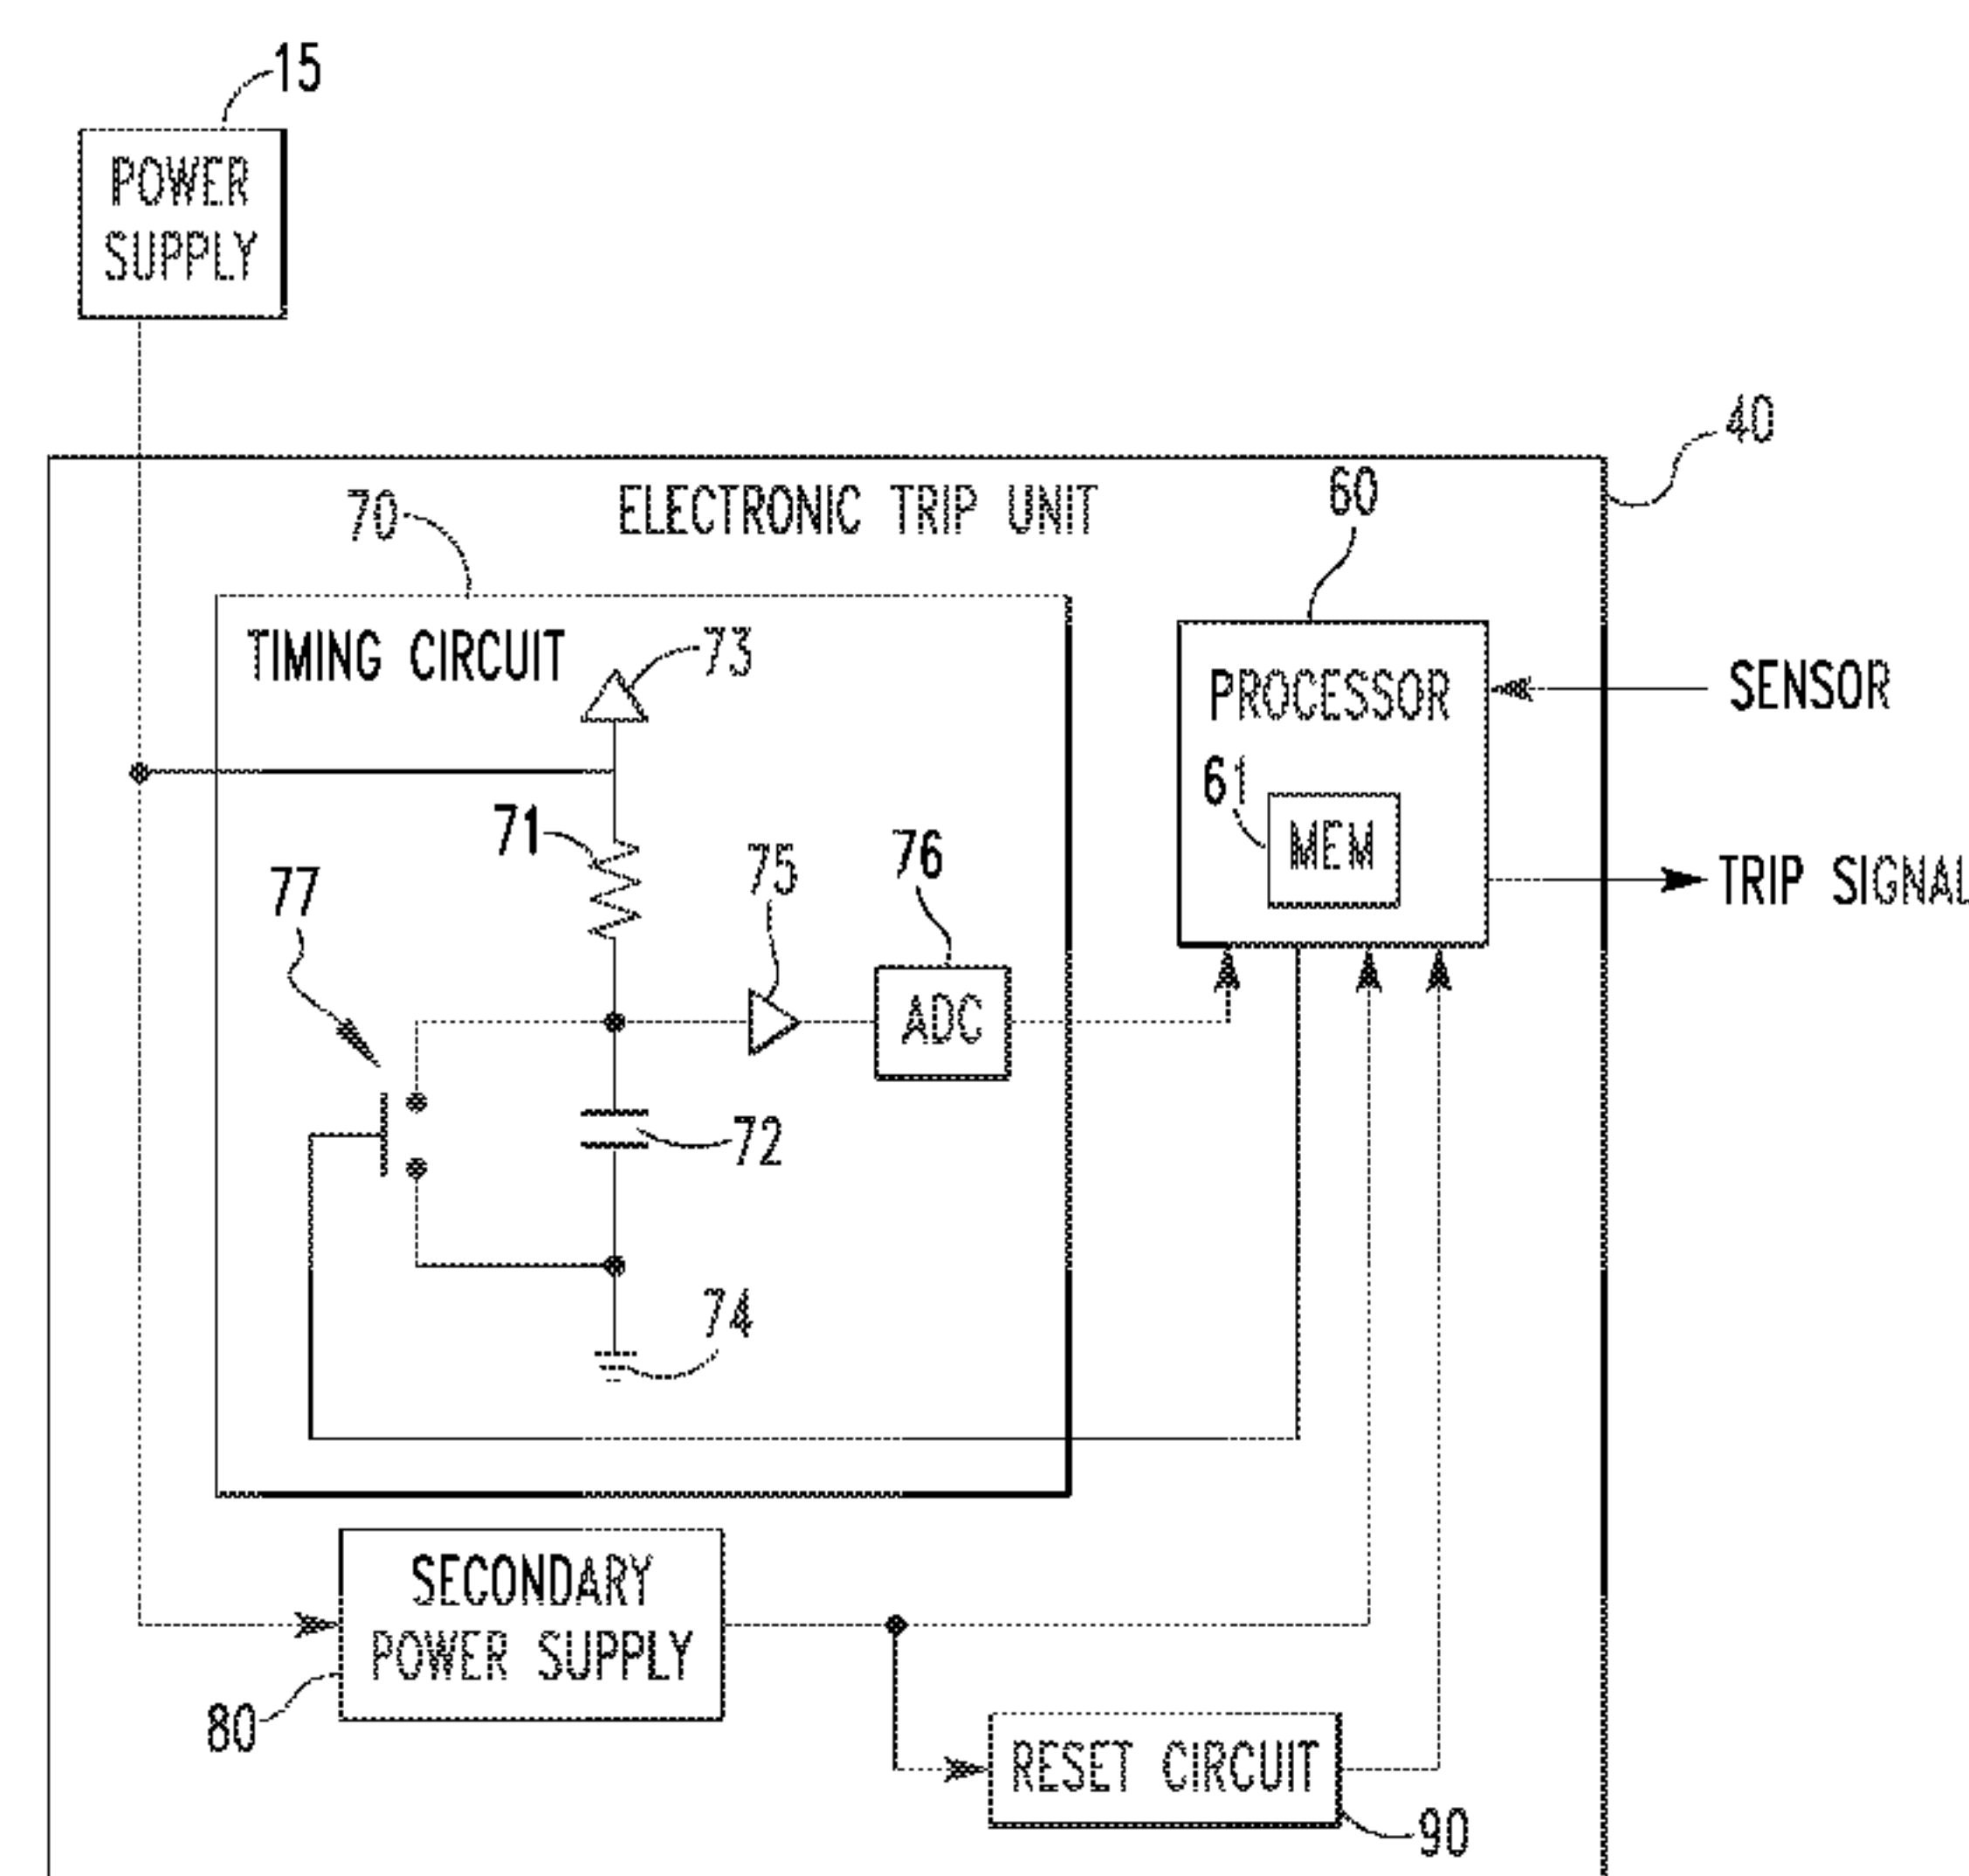 15
POWER
SUPPLY
40
ELECTRONIC TRIP UNIT
70
60
TIMING CIRCUIT
73
PROCESSOR
SENSOR
61
MEM
71
75
76
77
TRIP SIGNAL
ADC
72
74
SECONDARY
POWER SUPPLY
80
RESET CIRCUIT
90